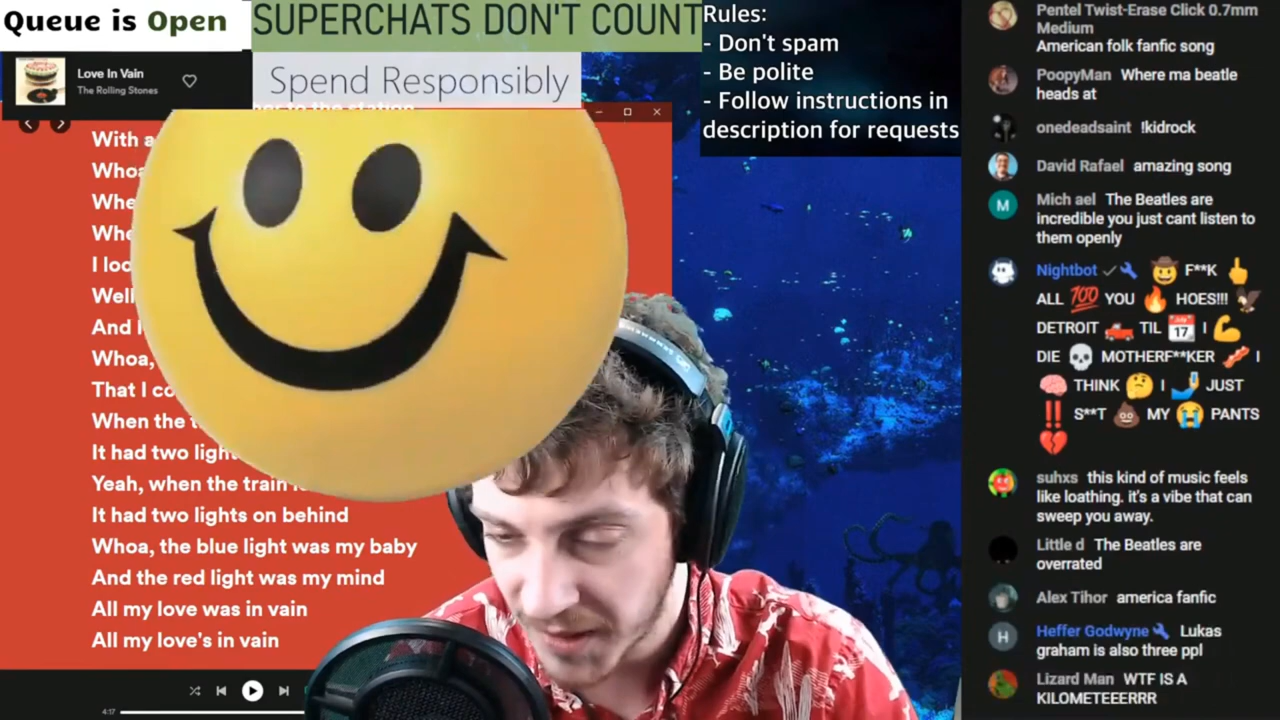 Queue is Open
SUPERCHATS DON'T COUNT
Spend Responsibly
Rules:
- Don't spam
- Be polite
- Follow instructions in
description for requests
Love In Vain
The Rolling Stones
to the station
With a
Whoa
Whe
Whe
I loo
Well
And I
Whoa,
That I co
When the t
It had two ligh
Yeah, when the train
It had two lights on behind
Whoa, the blue light was my baby
And the red light was my mind
All my love was in vain
All my love's in vain
4:17
Pentel Twist-Erase Click 0.7mm
Medium
American folk fanfic song
PoopyMan Where ma beatle
heads at
onedeadsaint !kidrock
David Rafael amazing song
M
Mich ael The Beatles are
incredible you just cant listen to
them openly
Nightbot 🤠 F**K 🖕
ALL 💯 YOU 🔥 HOES!!! 🦅
DETROIT 🛻 TIL 📅 I 💪
DIE 💀 MOTHERF**KER 🥓 I
🧠 THINK 🤔 I 🤳 JUST
‼️ S**T 💩 MY 😭 PANTS
💔
suhxs this kind of music feels
like loathing. it's a vibe that can
sweep you away.
Little d The Beatles are
overrated
Alex Tihor america fanfic
H
Heffer Godwyne Lukas
graham is also three ppl
Lizard Man WTF IS A
KILOMETEEERRR